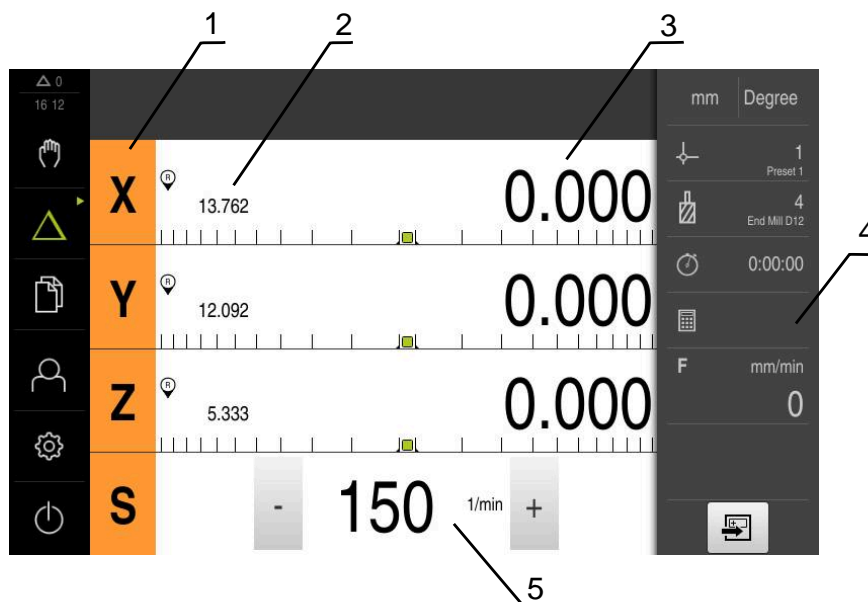 1 2 3
△ 0
16 12
mm Degree
1
Preset 1
X R 13.762 0.000
4
End Mill D12
4
0:00:00
Y R 12.092 0.000
F mm/min
0
Z R 5.333 0.000
S - 150 1/min +
5